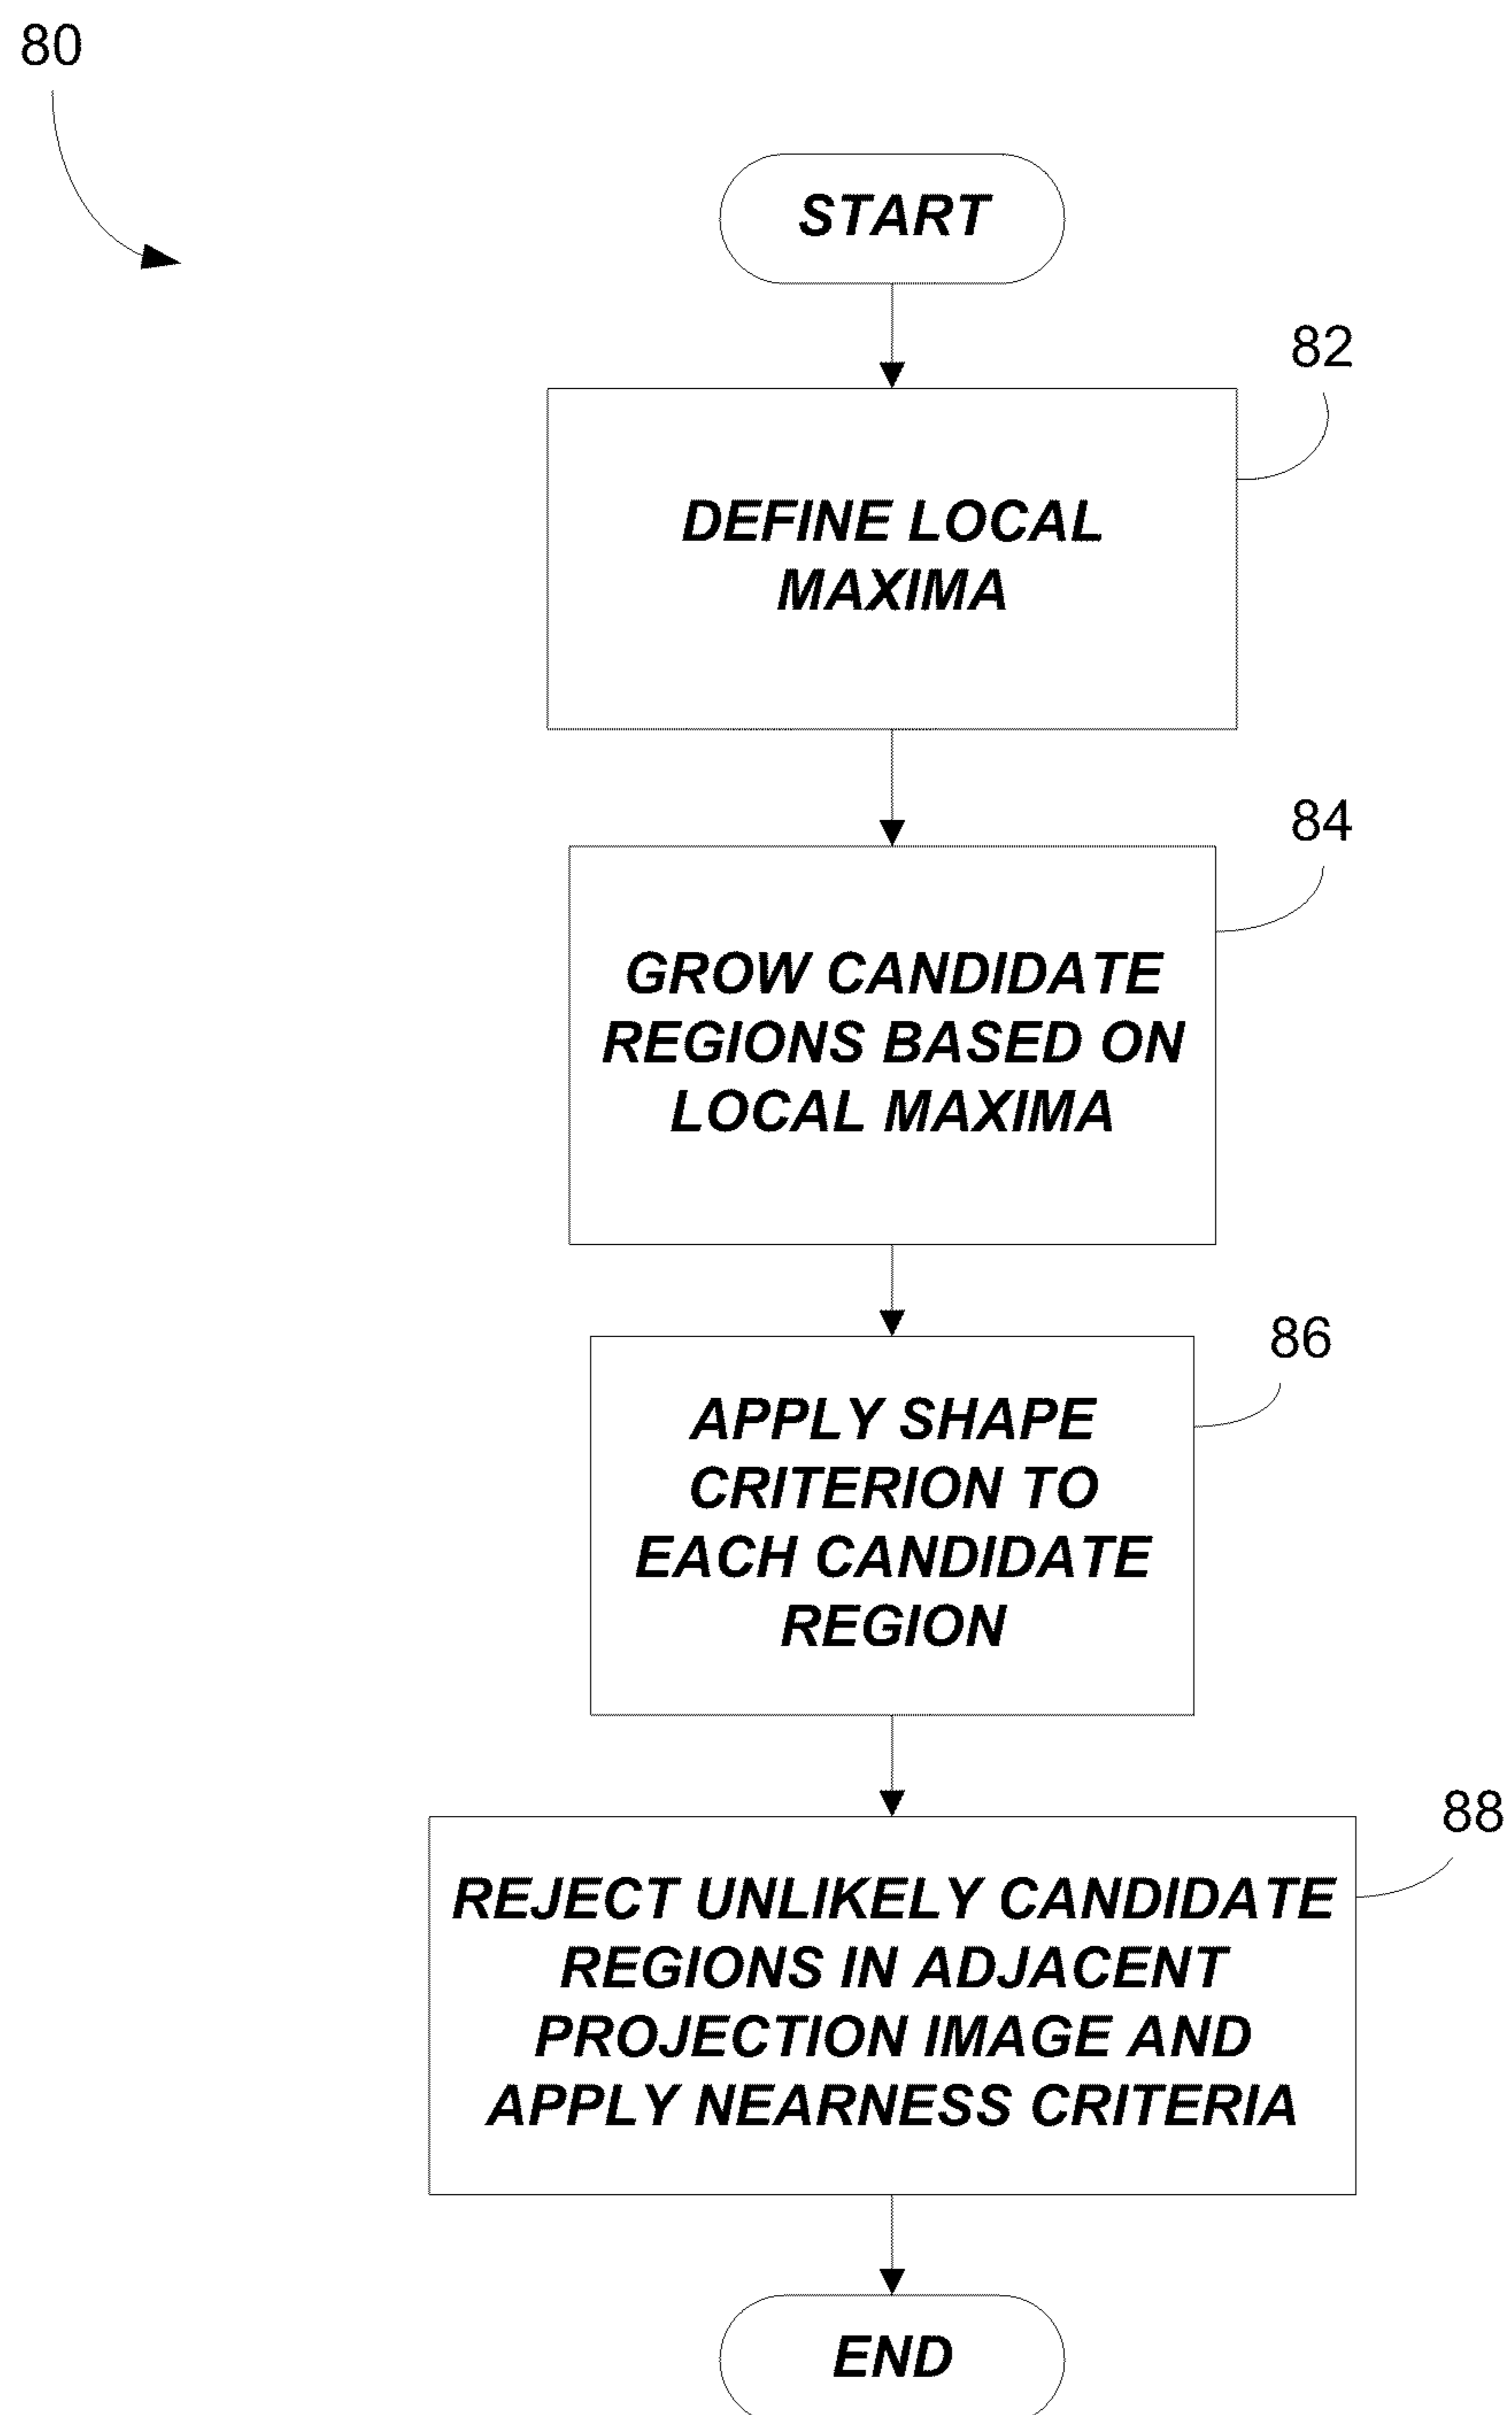 80
START
82
DEFINE LOCAL
MAXIMA
84
GROW CANDIDATE
REGIONS BASED ON
LOCAL MAXIMA
86
APPLY SHAPE
CRITERION TO
EACH CANDIDATE
REGION
88
REJECT UNLIKELY CANDIDATE
REGIONS IN ADJACENT
PROJECTION IMAGE AND
APPLY NEARNESS CRITERIA
END